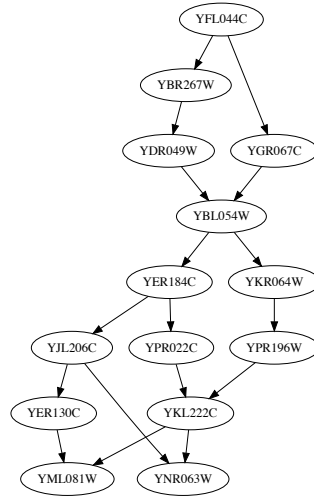 YFL044C
YBR267W
YDR049W
YGR067C
YBL054W
YER184C
YKR064W
YJL206C
YPR022C
YPR196W
YER130C
YKL222C
YML081W
YNR063W